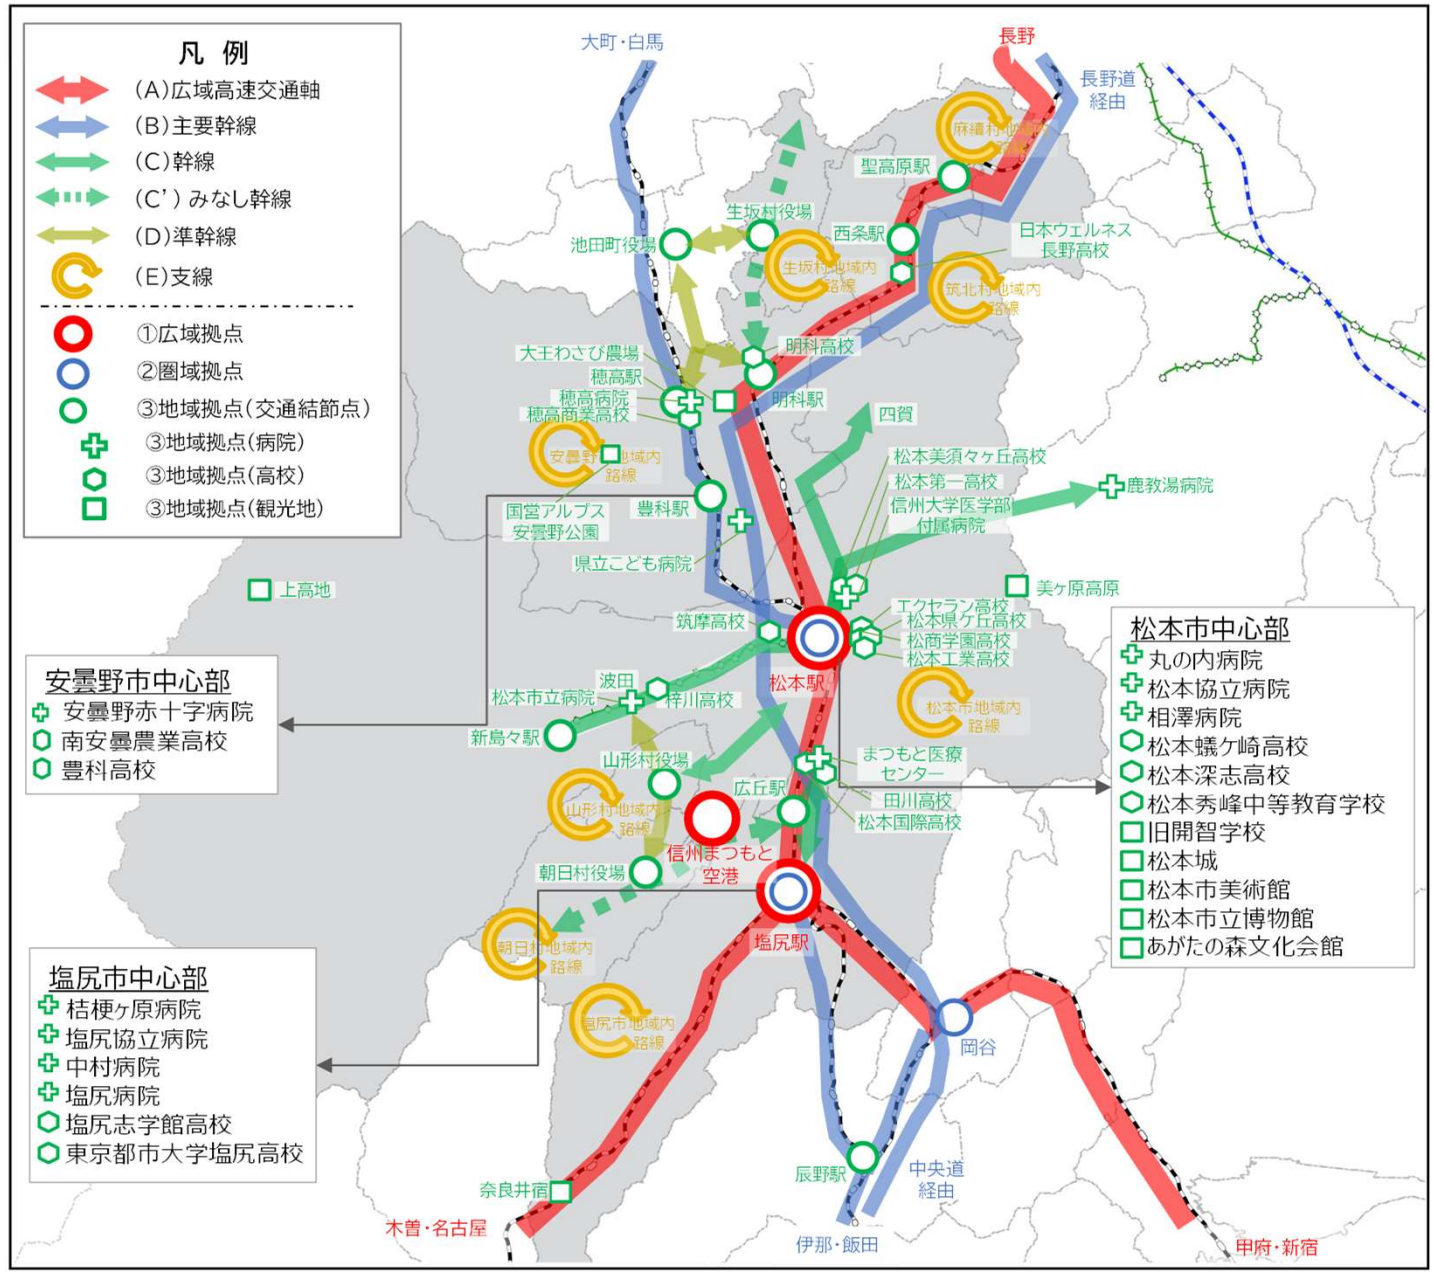 凡 例
(A)広域高速交通軸
(B)主要幹線
(C)幹線
(C')みなし幹線
(D)準幹線
(E)支線
①広域拠点
②圏域拠点
③地域拠点(交通結節点)
③地域拠点(病院)
③地域拠点(高校)
③地域拠点(観光地)
大町・白馬
長野
長野道
経由
麻績村地域内
路線
聖高原駅
生坂村役場
池田町役場
西条駅
日本ウェルネス
長野高校
生坂村地域内
路線
筑北村地域内
路線
明科高校
大王わさび農場
穂高駅
穂高病院
穂高商業高校
明科駅
四賀
安曇野市地域内
路線
国営アルプス
安曇野公園
豊科駅
県立こども病院
松本美須々ヶ丘高校
松本第一高校
信州大学医学部
付属病院
鹿教湯病院
上高地
美ヶ原高原
筑摩高校
エクセラン高校
松本県ケ丘高校
松商学園高校
松本工業高校
松本駅
波田
松本市立病院
梓川高校
新島々駅
松本市地域内
路線
山形村役場
まつもと医療
センター
広丘駅
田川高校
松本国際高校
山形村地域内
路線
信州まつもと
空港
朝日村役場
塩尻駅
朝日村地域内
路線
塩尻市地域内
路線
岡谷
辰野駅
中央道
経由
奈良井宿
木曽・名古屋
伊那・飯田
甲府・新宿
安曇野市中心部
安曇野赤十字病院
南安曇農業高校
豊科高校
塩尻市中心部
桔梗ヶ原病院
塩尻協立病院
中村病院
塩尻病院
塩尻志学館高校
東京都市大学塩尻高校
松本市中心部
丸の内病院
松本協立病院
相澤病院
松本蟻ケ崎高校
松本深志高校
松本秀峰中等教育学校
旧開智学校
松本城
松本市美術館
松本市立博物館
あがたの森文化会館